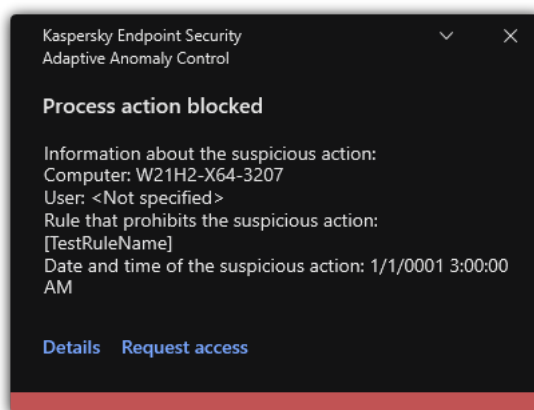 Kaspersky Endpoint Security
Adaptive Anomaly Control
Process action blocked
Information about the suspicious action:
Computer: W21H2-X64-3207
User: <Not specified>
Rule that prohibits the suspicious action:
[TestRuleName]
Date and time of the suspicious action: 1/1/0001 3:00:00
AM
Details Request access